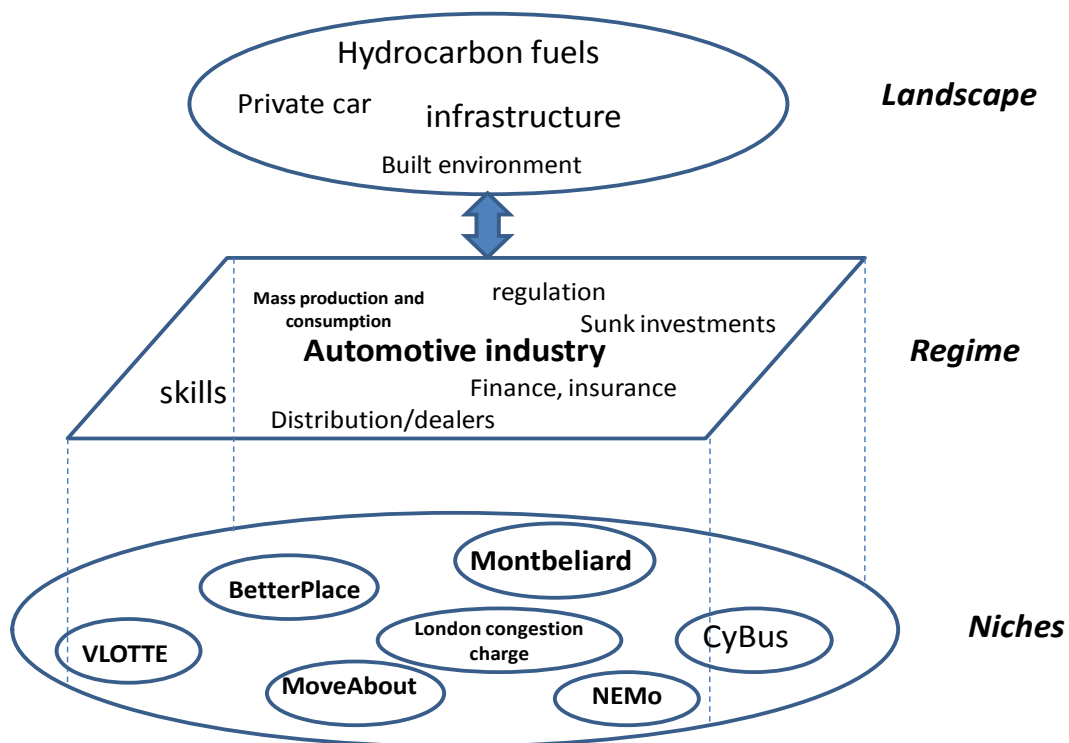 Hydrocarbon fuels
Landscape
Private car
infrastructure
Built environment
Mass production and
consumption
regulation
Sunk investments
Automotive industry
Regime
skills
Finance, insurance
Distribution/dealers
Montbeliard
BetterPlace
London congestion
charge
CyBus
Niches
VLOTTE
MoveAbout
NEMo